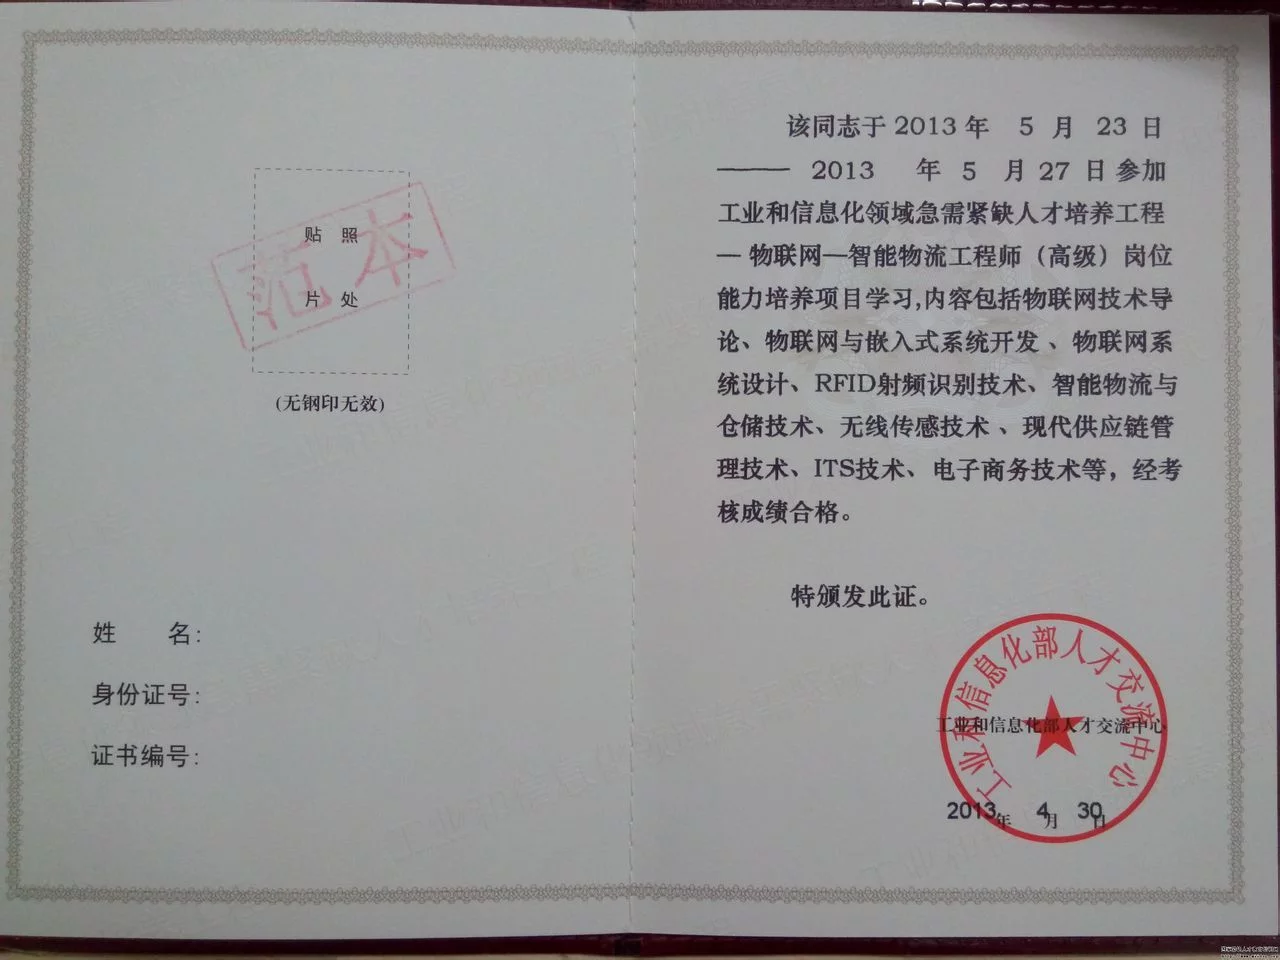 范本
贴 照
片 处
(无钢印无效)
姓 名:
身份证号:
证书编号:
该同志于 2013 年 5 月 23 日
—— 2013 年 5 月 27 日 参加
工业和信息化领域急需紧缺人才培养工程
— 物联网—智能物流工程师（高级）岗位
能力培养项目学习,内容包括物联网技术导
论、物联网与嵌入式系统开发 、物联网系
统设计、RFID射频识别技术、智能物流与
仓储技术、无线传感技术 、现代供应链管
理技术、ITS技术、电子商务技术等，经考
核成绩合格。
特颁发此证。
工业和信息化部人才交流中心
工业和信息化部人才交流中心
2013 年 4 月 30 日